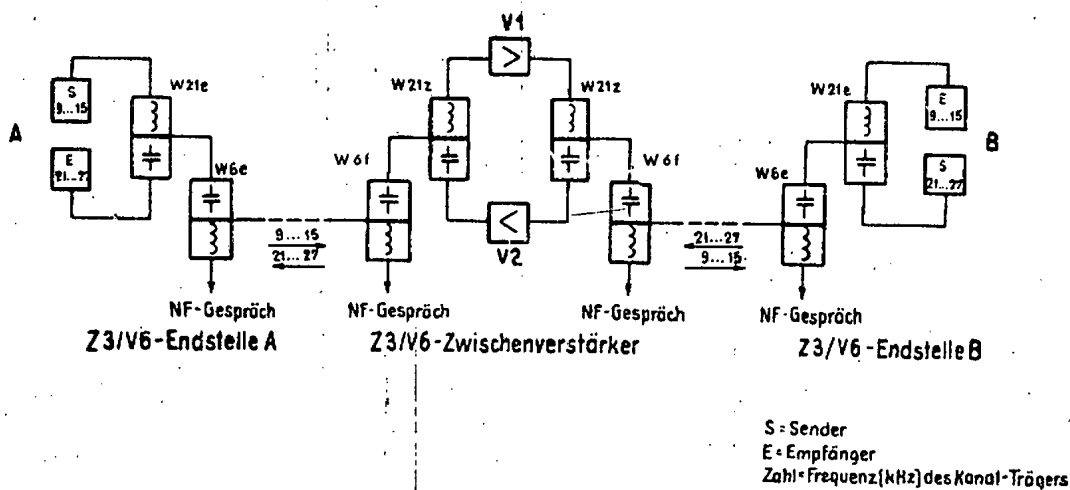 V1
W21e
W21z
W21z
W21e
S
9...15
E
9...15
A
B
W6f
W6f
E
21...27
S
21...27
W6e
W6e
V2
9...15
21...27
21...27
9...15
NF-Gespräch
NF-Gespräch
NF-Gespräch
NF-Gespräch
Z3/V6-Endstelle A
Z3/V6-Zwischenverstärker
Z3/V6-Endstelle B
S = Sender
E = Empfänger
Zahl=Frequenz[kHz] des Kanal-Trägers